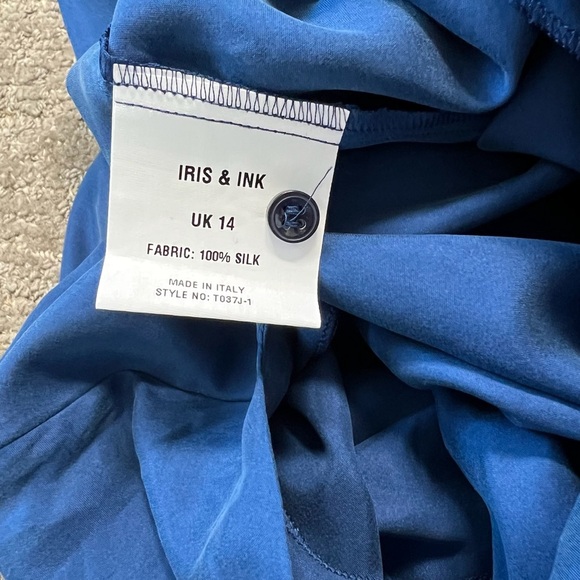 IRIS & INK
UK 14
FABRIC: 100% SILK
MADE IN ITALY
STYLE NO: T037J-1